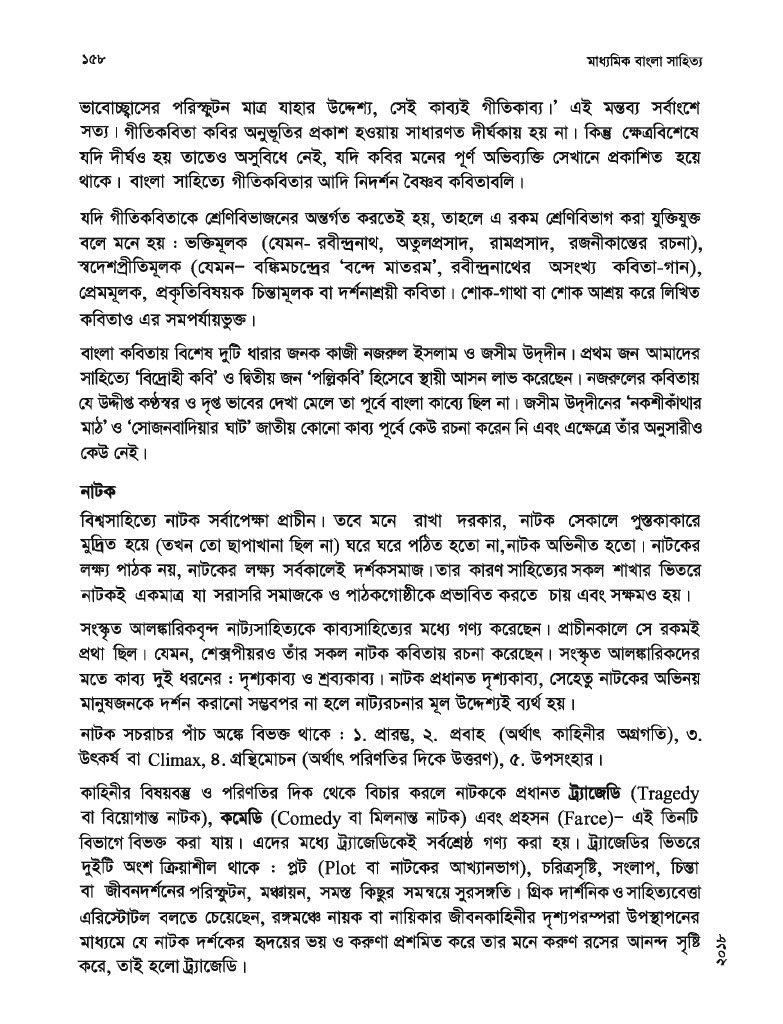 ১৫৮
মাধ্যমিক বাংলা সাহিত্য
ভাবোচ্ছ্বাসের পরিস্ফুটন মাত্র যাহার উদ্দেশ্য, সেই কাব্যই গীতিকাব্য।’ এই মন্তব্য সর্বাংশে
সত্য। গীতিকবিতা কবির অনুভূতির প্রকাশ হওয়ায় সাধারণত দীর্ঘকায় হয় না। কিন্তু ক্ষেত্রবিশেষে
যদি দীর্ঘও হয় তাতেও অসুবিধে নেই, যদি কবির মনের পূর্ণ অভিব্যক্তি সেখানে প্রকাশিত হয়ে
থাকে। বাংলা সাহিত্যে গীতিকবিতার আদি নিদর্শন বৈষ্ণব কবিতাবলি।
যদি গীতিকবিতাকে শ্রেণিবিভাজনের অন্তর্গত করতেই হয়, তাহলে এ রকম শ্রেণিবিভাগ করা যুক্তিযুক্ত
বলে মনে হয় : ভক্তিমূলক (যেমন- রবীন্দ্রনাথ, অতুলপ্রসাদ, রামপ্রসাদ, রজনীকান্তের রচনা),
স্বদেশপ্রীতিমূলক (যেমন– বঙ্কিমচন্দ্রের ‘বন্দে মাতরম’, রবীন্দ্রনাথের অসংখ্য কবিতা-গান),
প্রেমমূলক, প্রকৃতিবিষয়ক চিন্তামূলক বা দর্শনাশ্রয়ী কবিতা। শোক-গাথা বা শোক আশ্রয় করে লিখিত
কবিতাও এর সমপর্যায়ভুক্ত।
বাংলা কবিতায় বিশেষ দুটি ধারার জনক কাজী নজরুল ইসলাম ও জসীম উদ্‌দীন। প্রথম জন আমাদের
সাহিত্যে ‘বিদ্রোহী কবি’ ও দ্বিতীয় জন ‘পল্লিকবি’ হিসেবে স্থায়ী আসন লাভ করেছেন। নজরুলের কবিতায়
যে উদ্দীপ্ত কণ্ঠস্বর ও দৃপ্ত ভাবের দেখা মেলে তা পূর্বে বাংলা কাব্যে ছিল না। জসীম উদ্‌দীনের ‘নকশীকাঁথার
মাঠ’ ও ‘সোজনবাদিয়ার ঘাট’ জাতীয় কোনো কাব্য পূর্বে কেউ রচনা করেন নি এবং এক্ষেত্রে তাঁর অনুসারীও
কেউ নেই।
নাটক
বিশ্বসাহিত্যে নাটক সর্বাপেক্ষা প্রাচীন। তবে মনে রাখা দরকার, নাটক সেকালে পুস্তকাকারে
মুদ্রিত হয়ে (তখন তো ছাপাখানা ছিল না) ঘরে ঘরে পঠিত হতো না,নাটক অভিনীত হতো। নাটকের
লক্ষ্য পাঠক নয়, নাটকের লক্ষ্য সর্বকালেই দর্শকসমাজ।তার কারণ সাহিত্যের সকল শাখার ভিতরে
নাটকই একমাত্র যা সরাসরি সমাজকে ও পাঠকগোষ্ঠীকে প্রভাবিত করতে চায় এবং সক্ষমও হয়।
সংস্কৃত আলঙ্কারিকবৃন্দ নাট্যসাহিত্যকে কাব্যসাহিত্যের মধ্যে গণ্য করেছেন। প্রাচীনকালে সে রকমই
প্রথা ছিল। যেমন, শেক্সপীয়রও তাঁর সকল নাটক কবিতায় রচনা করেছেন। সংস্কৃত আলঙ্কারিকদের
মতে কাব্য দুই ধরনের : দৃশ্যকাব্য ও শ্রব্যকাব্য। নাটক প্রধানত দৃশ্যকাব্য, সেহেতু নাটকের অভিনয়
মানুষজনকে দর্শন করানো সম্ভবপর না হলে নাট্যরচনার মূল উদ্দেশ্যই ব্যর্থ হয়।
নাটক সচরাচর পাঁচ অঙ্কে বিভক্ত থাকে : ১. প্রারম্ভ, ২. প্রবাহ (অর্থাৎ কাহিনীর অগ্রগতি), ৩.
উৎকর্ষ বা Climax, ৪. গ্রন্থিমোচন (অর্থাৎ পরিণতির দিকে উত্তরণ), ৫. উপসংহার।
কাহিনীর বিষয়বস্তু ও পরিণতির দিক থেকে বিচার করলে নাটককে প্রধানত ট্র্যাজেডি (Tragedy
বা বিয়োগান্ত নাটক), কমেডি (Comedy বা মিলনান্ত নাটক) এবং প্রহসন (Farce)– এই তিনটি
বিভাগে বিভক্ত করা যায়। এদের মধ্যে ট্র্যাজেডিকেই সর্বশ্রেষ্ঠ গণ্য করা হয়। ট্র্যাজেডির ভিতরে
দুইটি অংশ ক্রিয়াশীল থাকে : প্লট (Plot বা নাটকের আখ্যানভাগ), চরিত্রসৃষ্টি, সংলাপ, চিন্তা
বা জীবনদর্শনের পরিস্ফুটন, মঞ্চায়ন, সমস্ত কিছুর সমন্বয়ে সুরসঙ্গতি। গ্রিক দার্শনিক ও সাহিত্যবেত্তা
এরিস্টোটল বলতে চেয়েছেন, রঙ্গমঞ্চে নায়ক বা নায়িকার জীবনকাহিনীর দৃশ্যপরম্পরা উপস্থাপনের
মাধ্যমে যে নাটক দর্শকের হৃদয়ের ভয় ও করুণা প্রশমিত করে তার মনে করুণ রসের আনন্দ সৃষ্টি
করে, তাই হলো ট্র্যাজেডি।
২০১৮